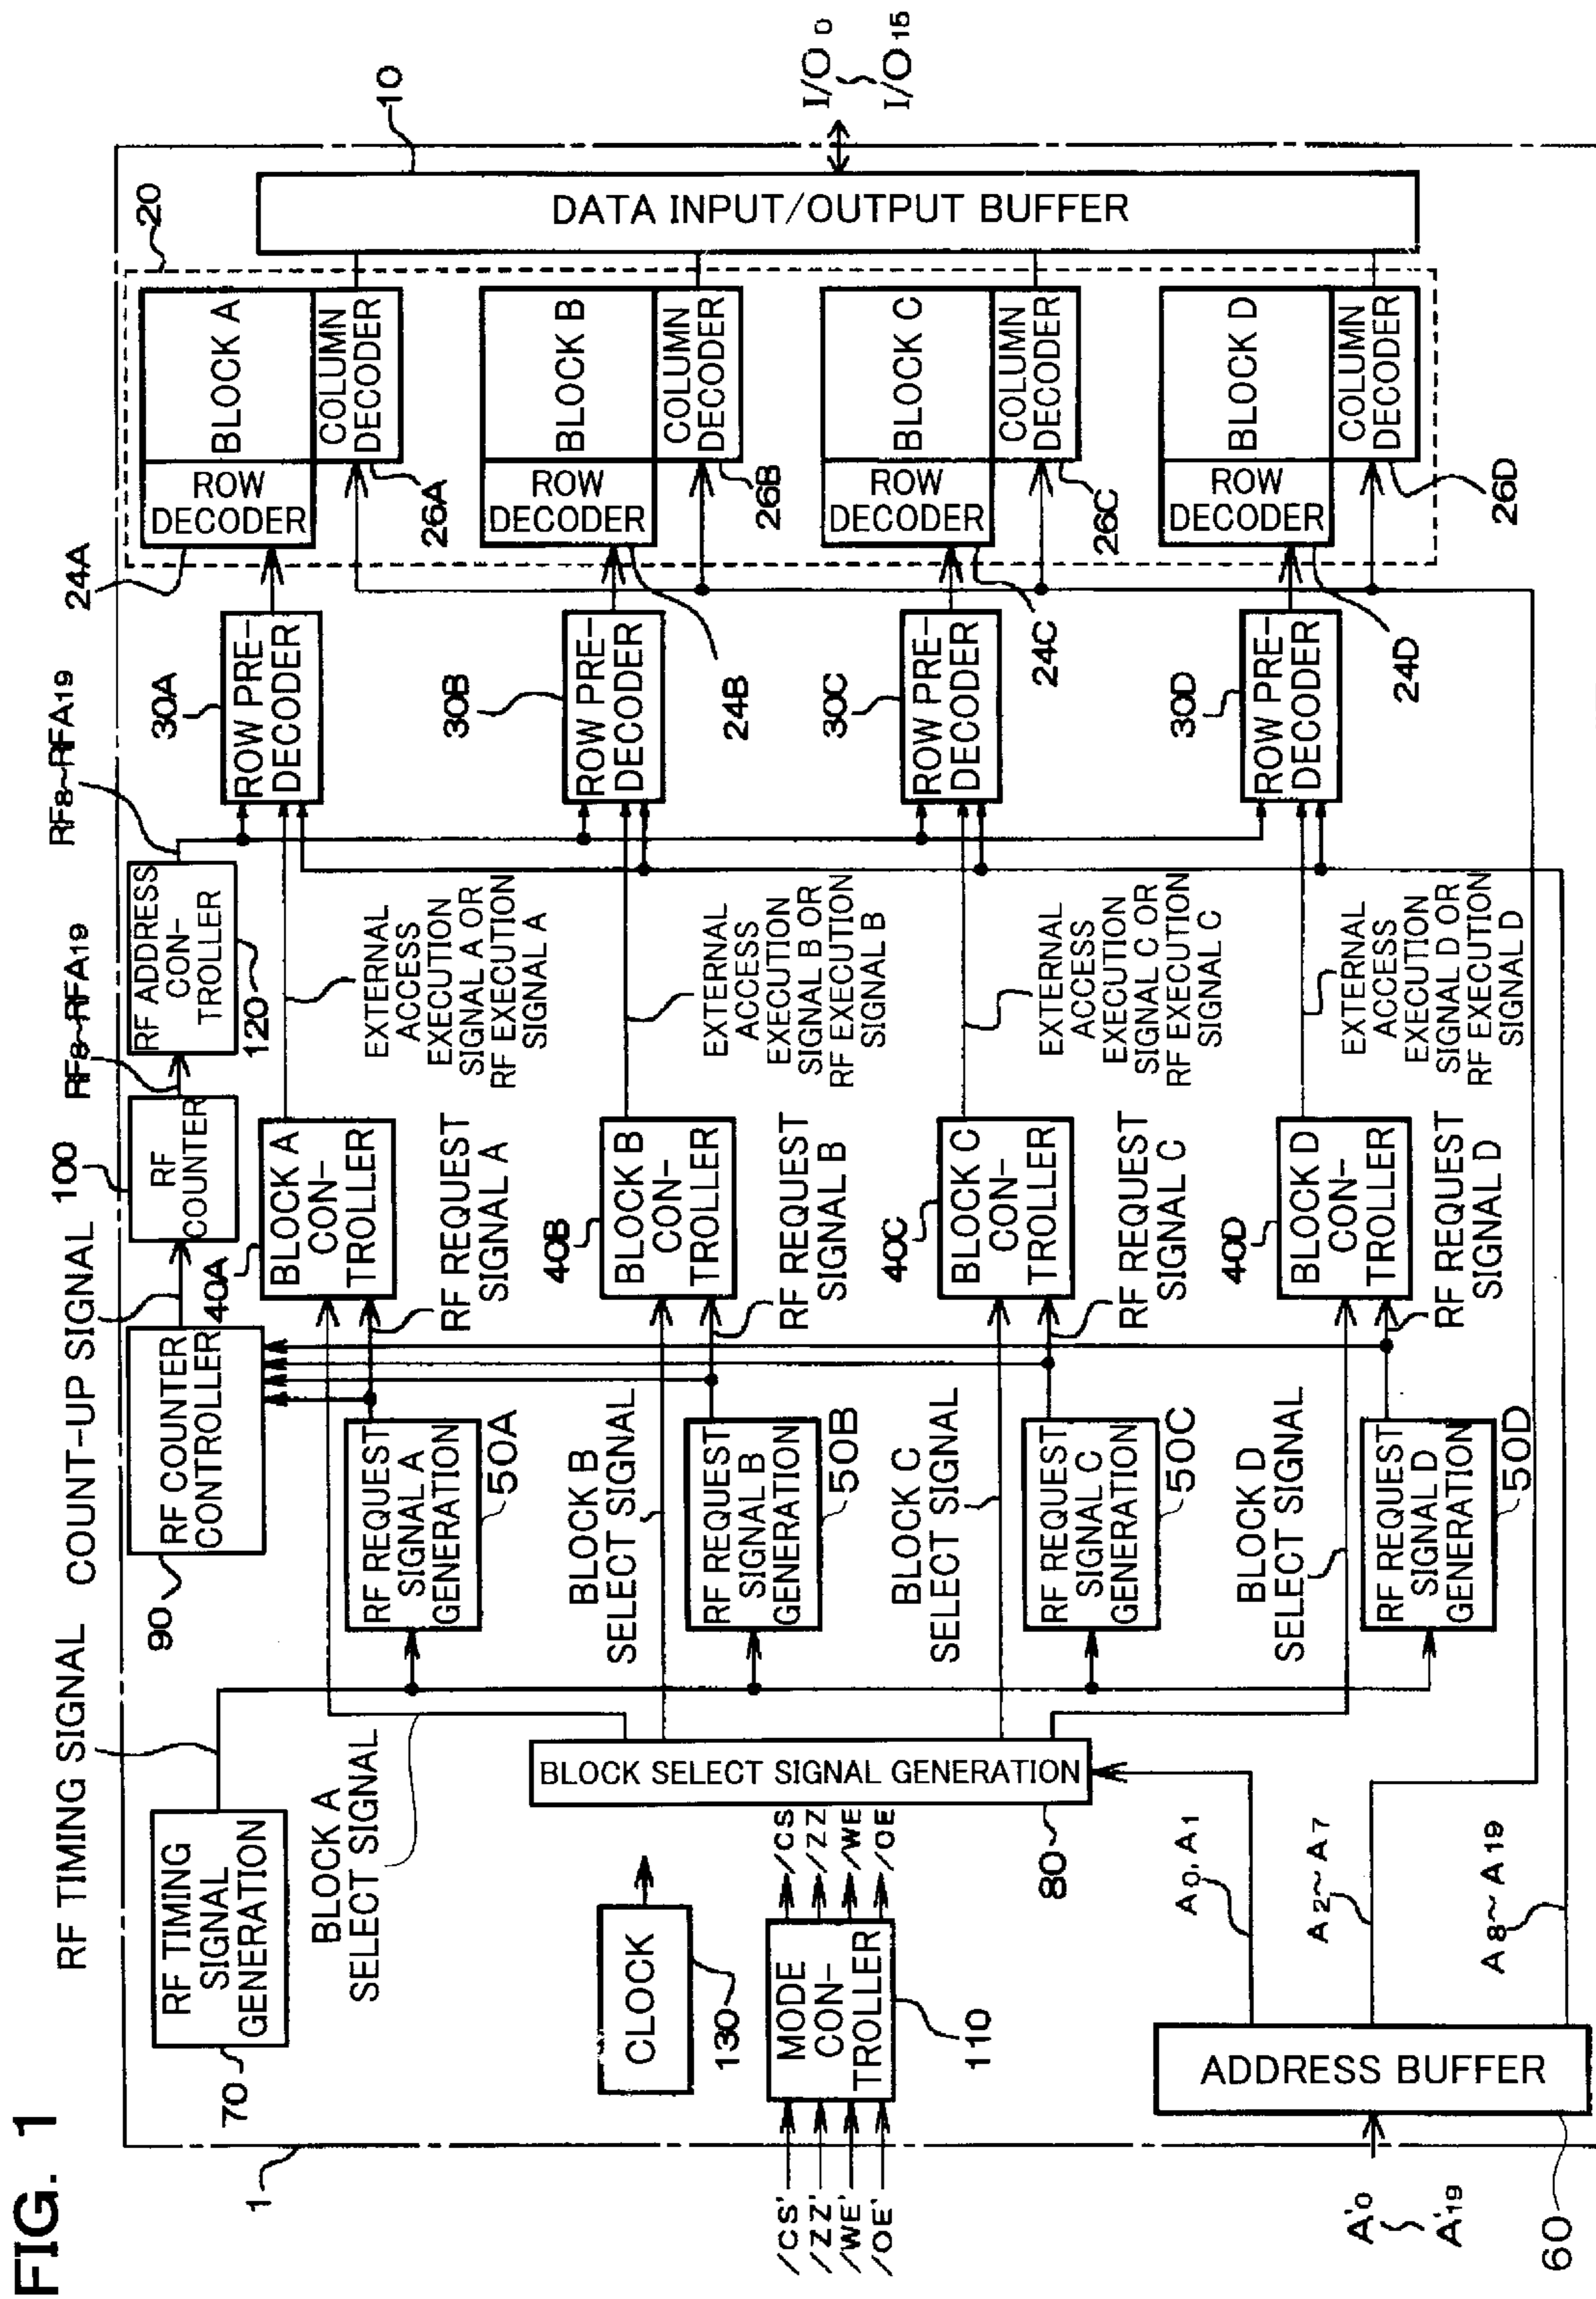 FIG. 1
1
RF TIMING SIGNAL
COUNT-UP SIGNAL
100
RF8~RFA19
RF8~RFA19
24A
20
10
70
RF TIMING
SIGNAL
GENERATION
90
RF COUNTER
CONTROLLER
RF
COUNTER
RF ADDRESS
CON-
TROLLER
120
30A
ROW PRE-
DECODER
ROW
DECODER
BLOCK A
COLUMN
DECODER
26A
BLOCK A
SELECT SIGNAL
RF REQUEST
SIGNAL A
GENERATION
50A
40A
BLOCK A
CON-
TROLLER
RF REQUEST
SIGNAL A
EXTERNAL
ACCESS
EXECUTION
SIGNAL A OR
RF EXECUTION
SIGNAL A
BLOCK B
SELECT SIGNAL
RF REQUEST
SIGNAL B
GENERATION
50B
40B
BLOCK B
CON-
TROLLER
RF REQUEST
SIGNAL B
EXTERNAL
ACCESS
EXECUTION
SIGNAL B OR
RF EXECUTION
SIGNAL B
30B
ROW PRE-
DECODER
24B
ROW
DECODER
BLOCK B
COLUMN
DECODER
26B
DATA INPUT/OUTPUT BUFFER
I/O 0
I/O 15
CLOCK
130
/CS'
/ZZ'
/WE'
/OE'
MODE
CON-
TROLLER
110
/CS
/ZZ
/WE
/OE
BLOCK SELECT SIGNAL GENERATION
80
BLOCK C
SELECT SIGNAL
RF REQUEST
SIGNAL C
GENERATION
50C
40C
BLOCK C
CON-
TROLLER
RF REQUEST
SIGNAL C
EXTERNAL
ACCESS
EXECUTION
SIGNAL C OR
RF EXECUTION
SIGNAL C
30C
ROW PRE-
DECODER
24C
ROW
DECODER
BLOCK C
COLUMN
DECODER
26C
BLOCK D
SELECT SIGNAL
RF REQUEST
SIGNAL D
GENERATION
50D
40D
BLOCK D
CON-
TROLLER
RF REQUEST
SIGNAL D
EXTERNAL
ACCESS
EXECUTION
SIGNAL D OR
RF EXECUTION
SIGNAL D
30D
ROW PRE-
DECODER
24D
ROW
DECODER
BLOCK D
COLUMN
DECODER
26D
A0, A1
A2~A7
A8~A19
ADDRESS BUFFER
A'0
A'19
60